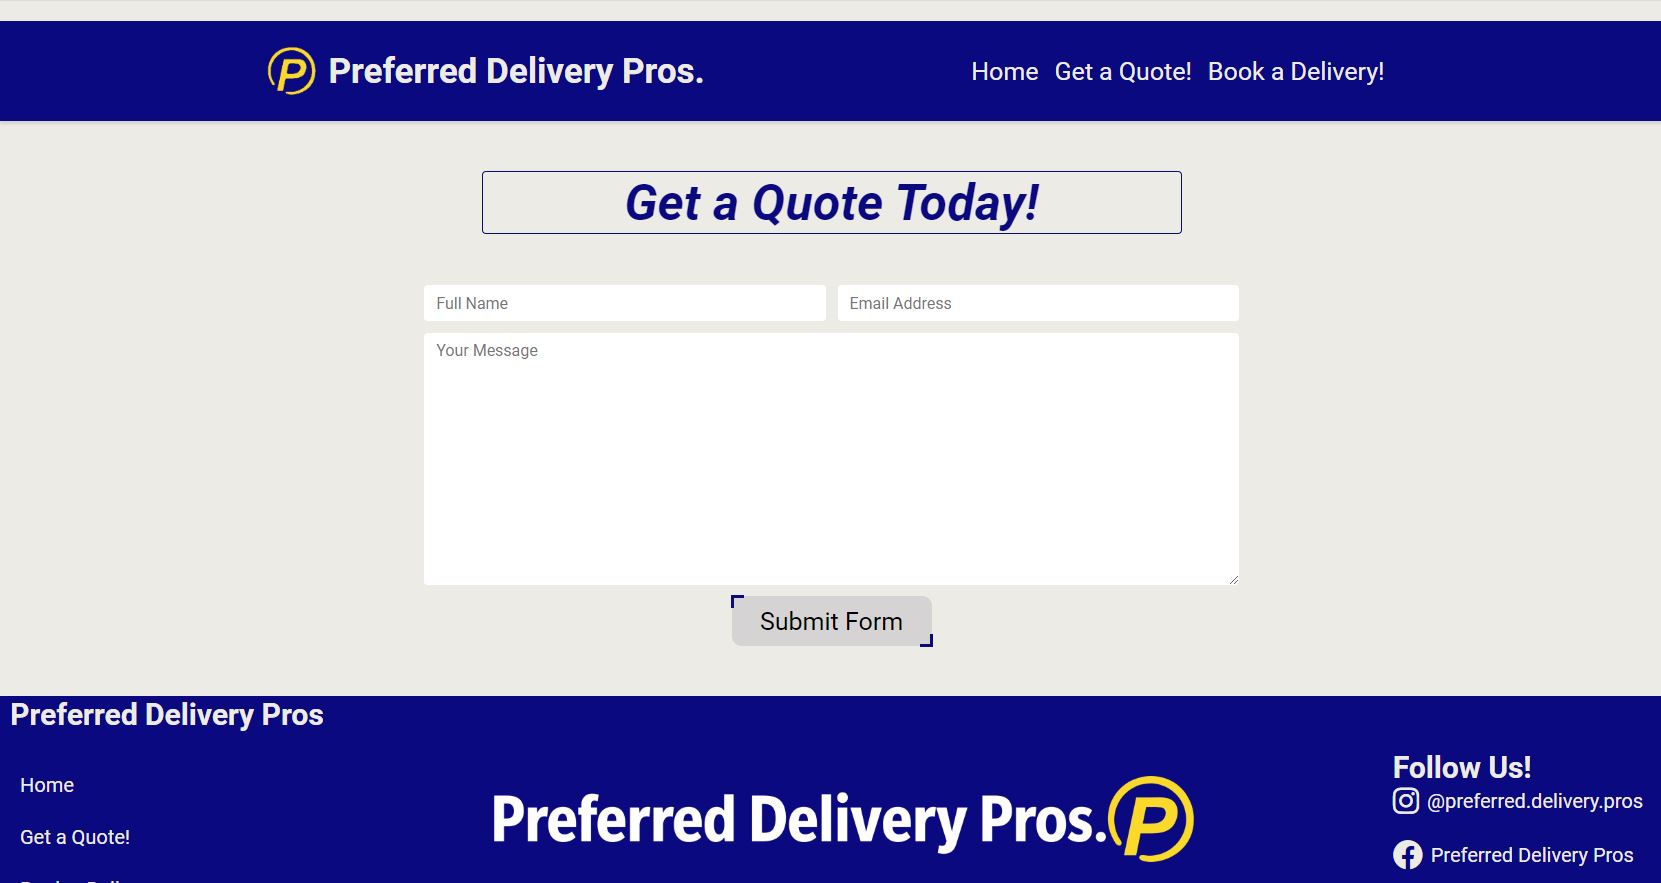 P Preferred Delivery Pros.
Home Get a Quote! Book a Delivery!
Get a Quote Today!
Full Name
Email Address
Your Message
Submit Form
Preferred Delivery Pros
Home
Get a Quote!
Preferred Delivery Pros. P
Follow Us!
@preferred.delivery.pros
Preferred Delivery Pros